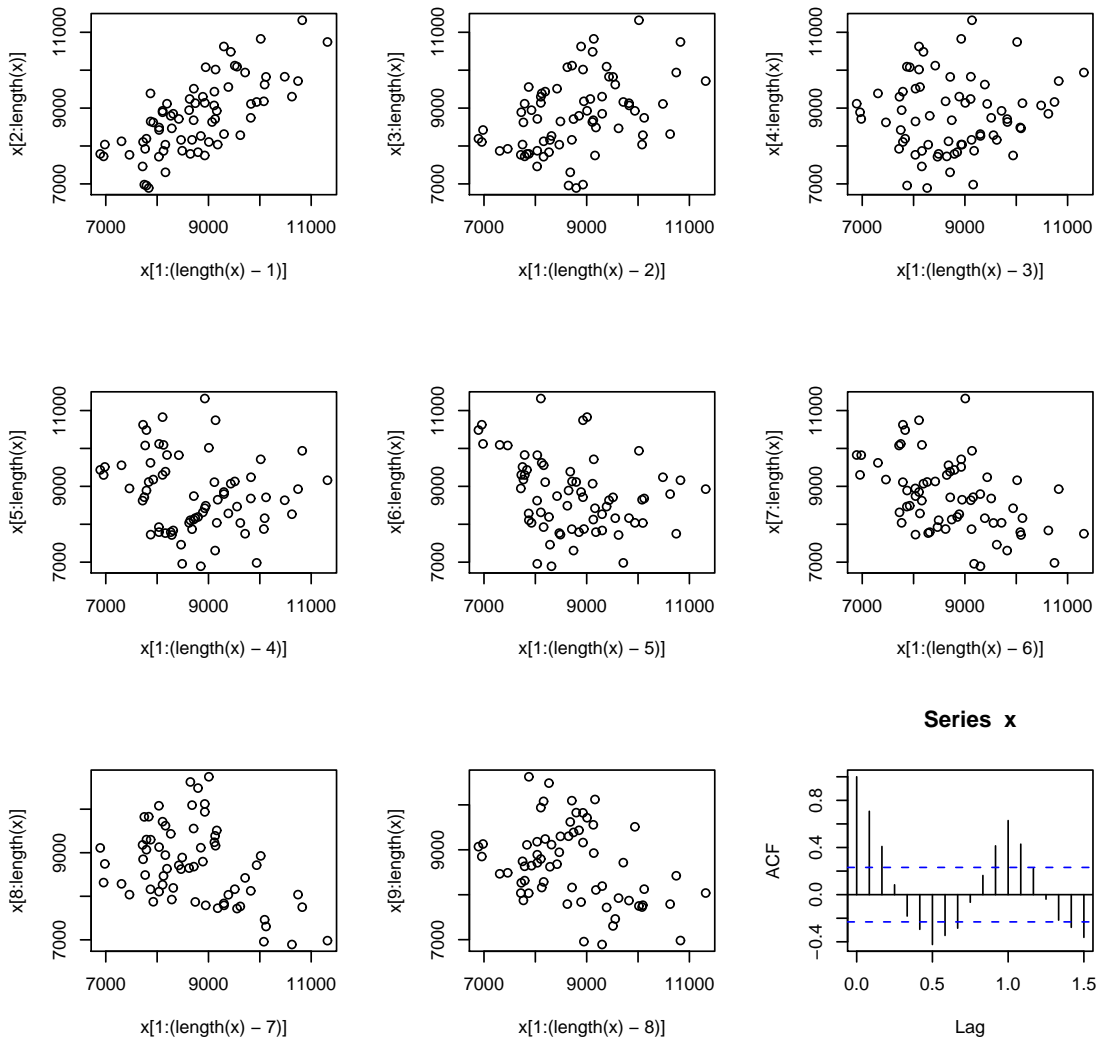 x[2:length(x)]
7000 9000 11000
7000 9000 11000
x[1:(length(x) − 1)]
x[3:length(x)]
7000 9000 11000
7000 9000 11000
x[1:(length(x) − 2)]
x[4:length(x)]
7000 9000 11000
7000 9000 11000
x[1:(length(x) − 3)]
x[5:length(x)]
7000 9000 11000
7000 9000 11000
x[1:(length(x) − 4)]
x[6:length(x)]
7000 9000 11000
7000 9000 11000
x[1:(length(x) − 5)]
x[7:length(x)]
7000 9000 11000
7000 9000 11000
x[1:(length(x) − 6)]
x[8:length(x)]
7000 9000
7000 9000 11000
x[1:(length(x) − 7)]
x[9:length(x)]
7000 9000
7000 9000 11000
x[1:(length(x) − 8)]
Series x
ACF
−0.4 0.0 0.4 0.8
0.0 0.5 1.0 1.5
Lag